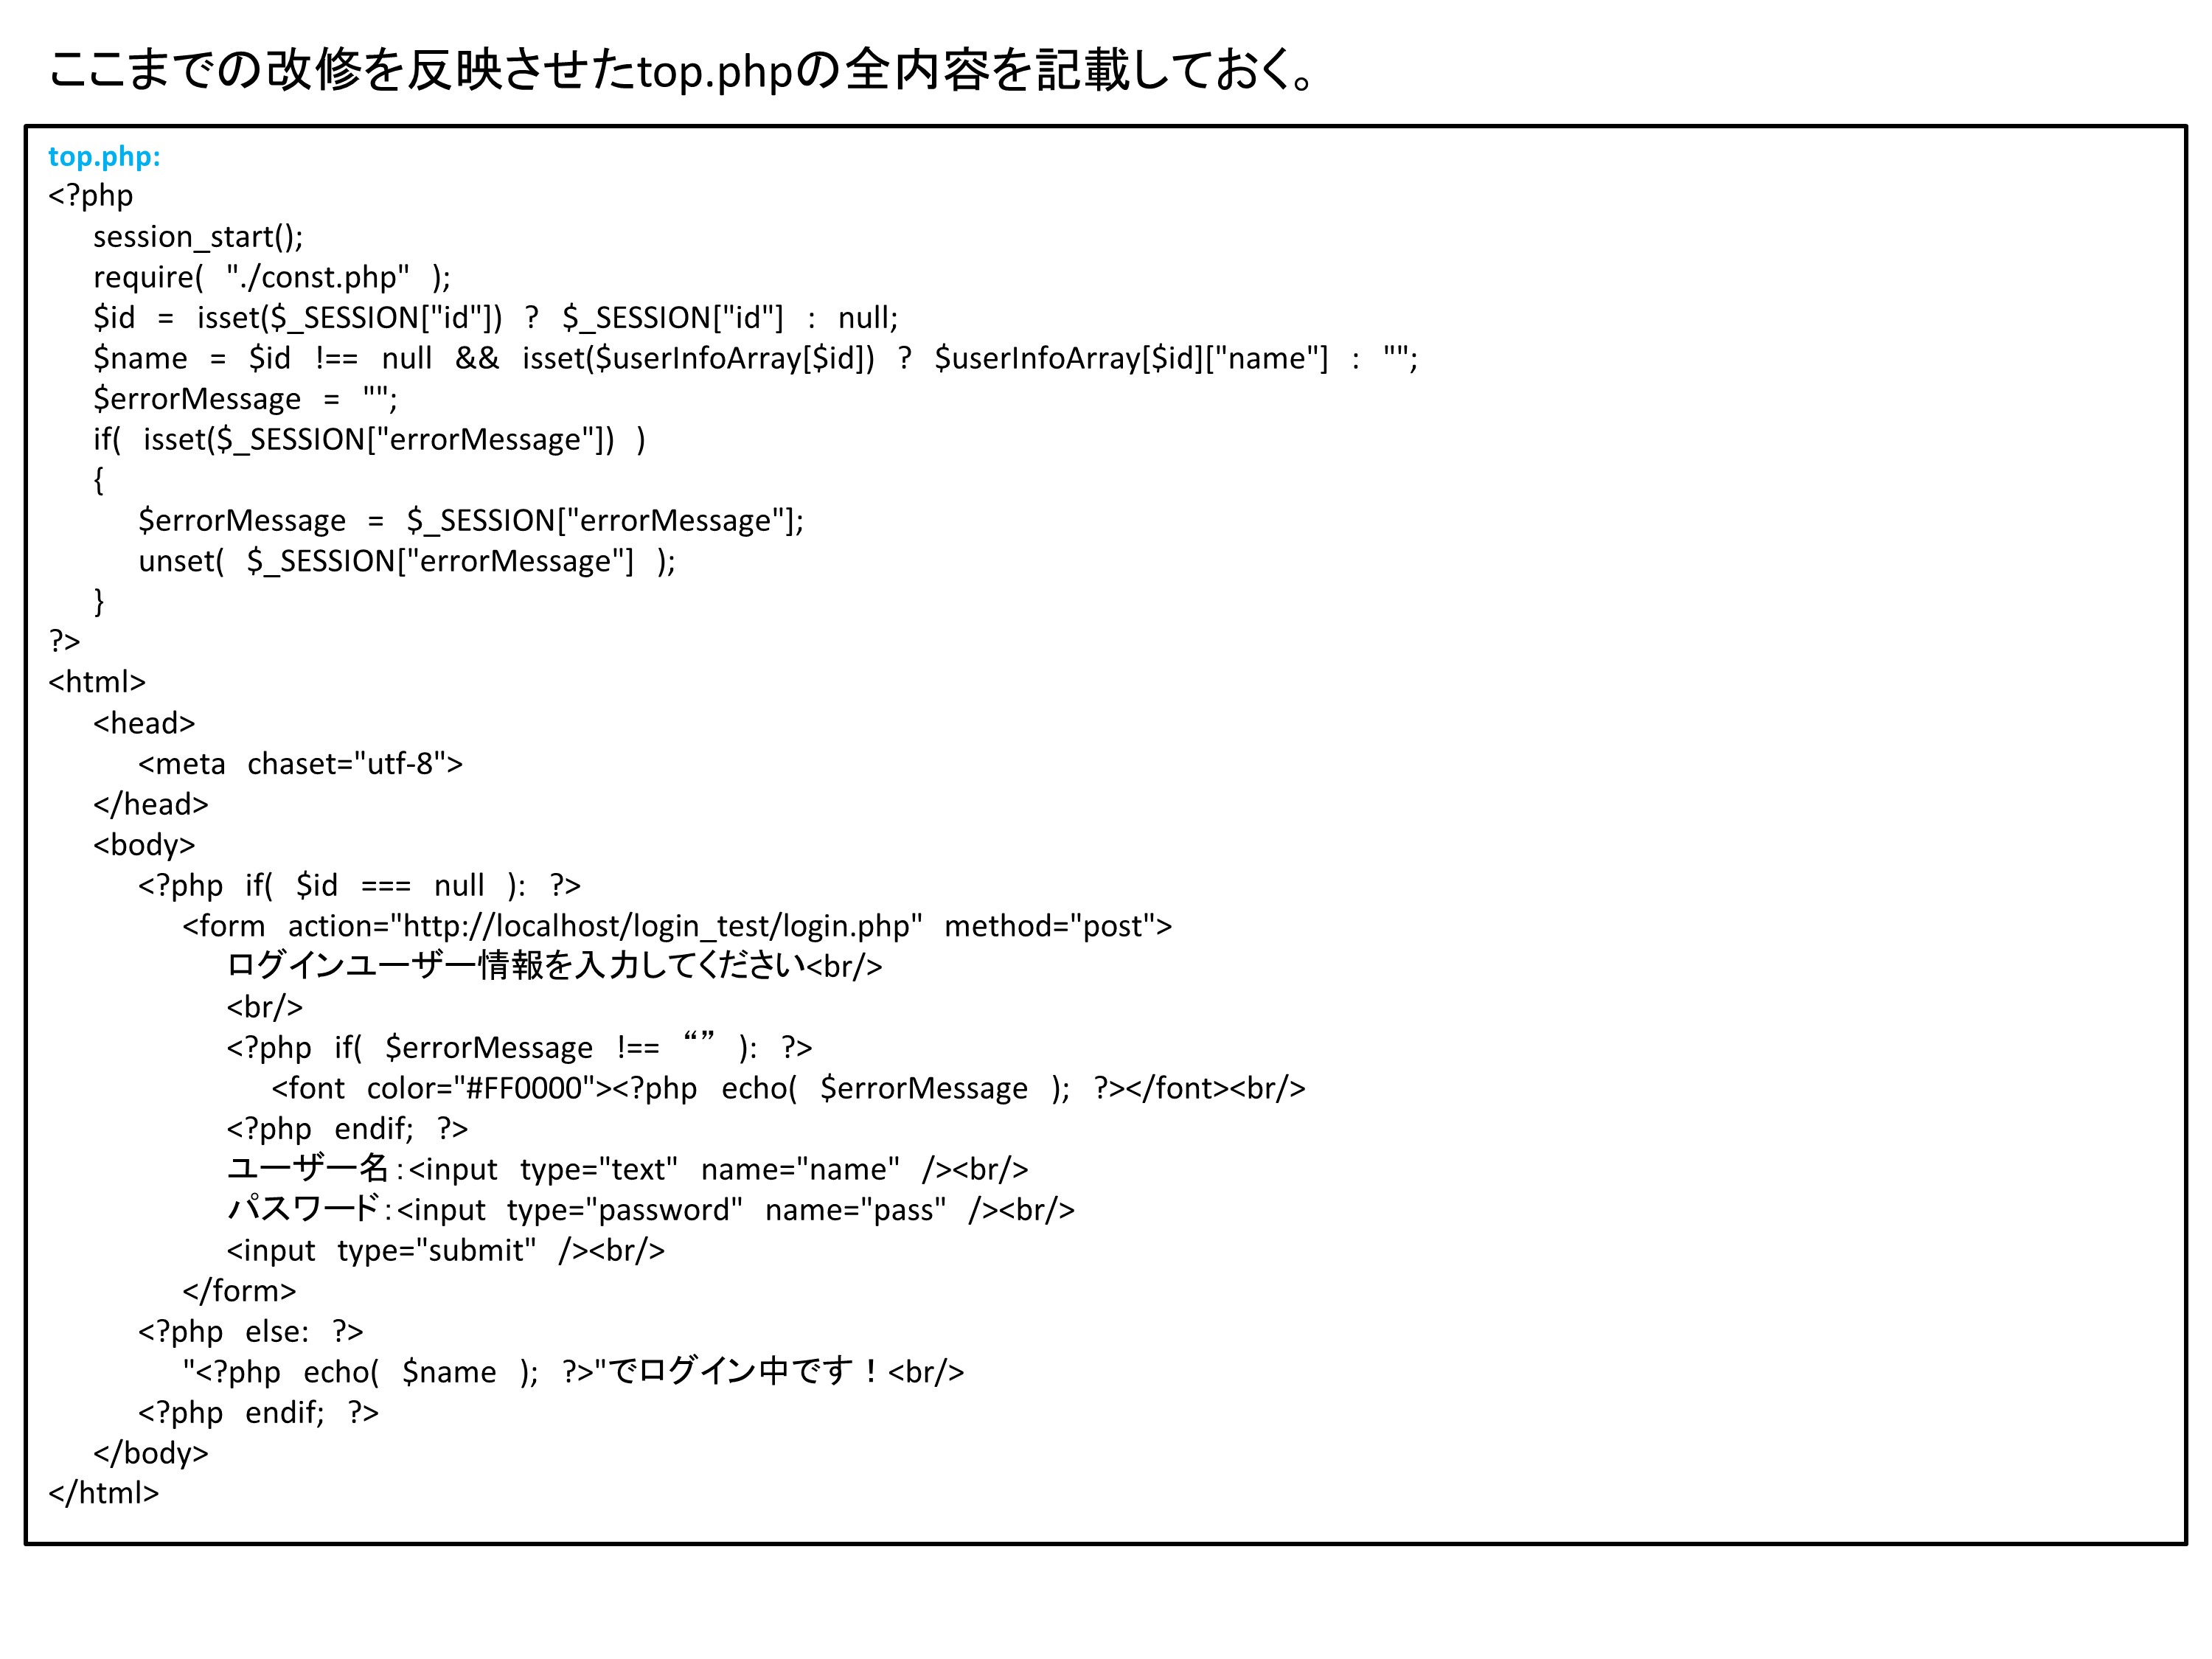 ここまでの改修を反映させたtop.phpの全内容を記載しておく。
top.php:
<?php
session_start();
require( "./const.php" );
$id = isset($_SESSION["id"]) ? $_SESSION["id"] : null;
$name = $id !== null && isset($userInfoArray[$id]) ? $userInfoArray[$id]["name"] : "";
$errorMessage = "";
if( isset($_SESSION["errorMessage"]) )
{
$errorMessage = $_SESSION["errorMessage"];
unset( $_SESSION["errorMessage"] );
}
?>
<html>
<head>
<meta chaset="utf-8">
</head>
<body>
<?php if( $id === null ): ?>
<form action="http://localhost/login_test/login.php" method="post">
ログインユーザー情報を入力してください<br/>
<br/>
<?php if( $errorMessage !== “” ): ?>
<font color="#FF0000"><?php echo( $errorMessage ); ?></font><br/>
<?php endif; ?>
ユーザー名：<input type="text" name="name" /><br/>
パスワード：<input type="password" name="pass" /><br/>
<input type="submit" /><br/>
</form>
<?php else: ?>
"<?php echo( $name ); ?>"でログイン中です！<br/>
<?php endif; ?>
</body>
</html>